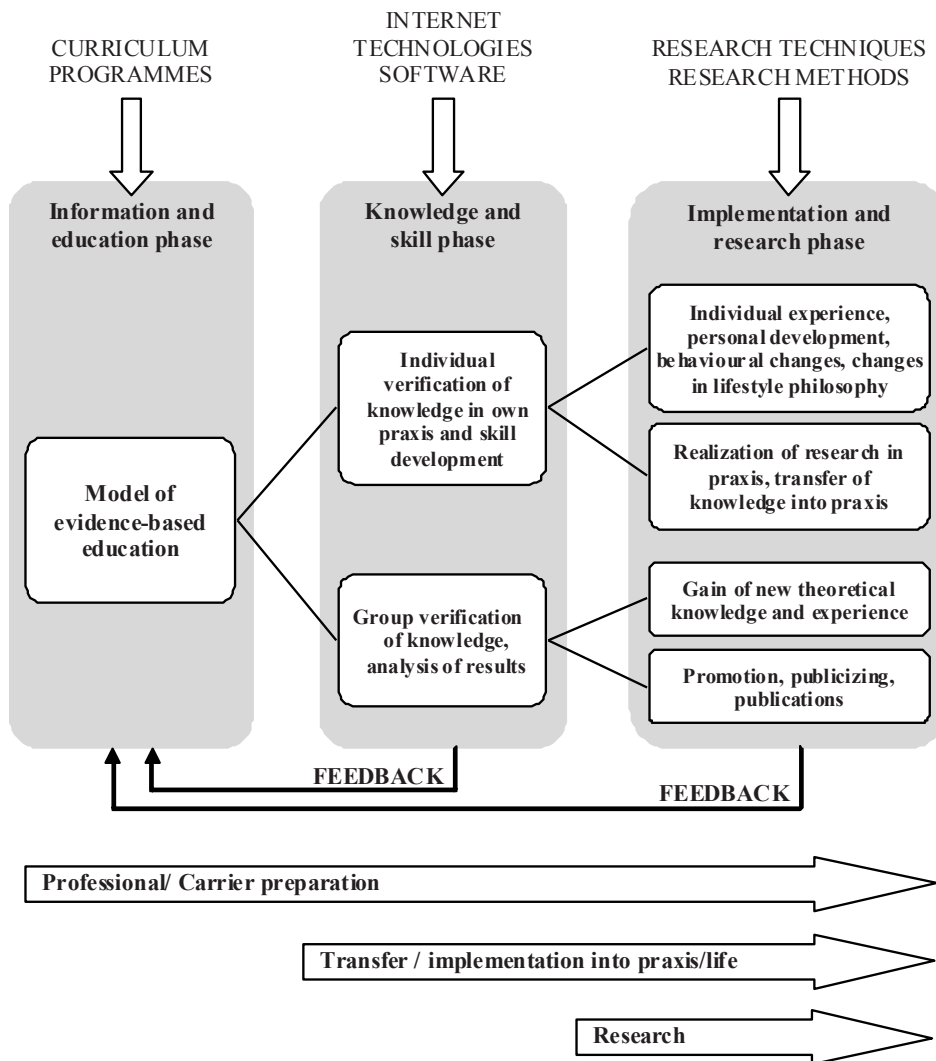 CURRICULUM
PROGRAMMES
INTERNET
TECHNOLOGIES
SOFTWARE
RESEARCH TECHNIQUES
RESEARCH METHODS
Information and
education phase
Knowledge and
skill phase
Implementation and
research phase
Model of
evidence-based
education
Individual
verification of
knowledge in own
praxis and skill
development
Group verification
of knowledge,
analysis of results
Individual experience,
personal development,
behavioural changes, changes
in lifestyle philosophy
Realization of research in
praxis, transfer of
knowledge into praxis
Gain of new theoretical
knowledge and experience
Promotion, publicizing,
publications
FEEDBACK
FEEDBACK
Professional/ Carrier preparation
Transfer / implementation into praxis/life
Research